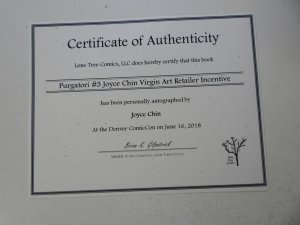 Certificate of Authenticity
Lone Tree Comics, LLC does hereby certify that this book
Purgatori #3 Joyce Chin Virgin Art Retailer Incentive
has been personally autographed by
Joyce Chin
At the Denver ComicCon on June 16, 2018